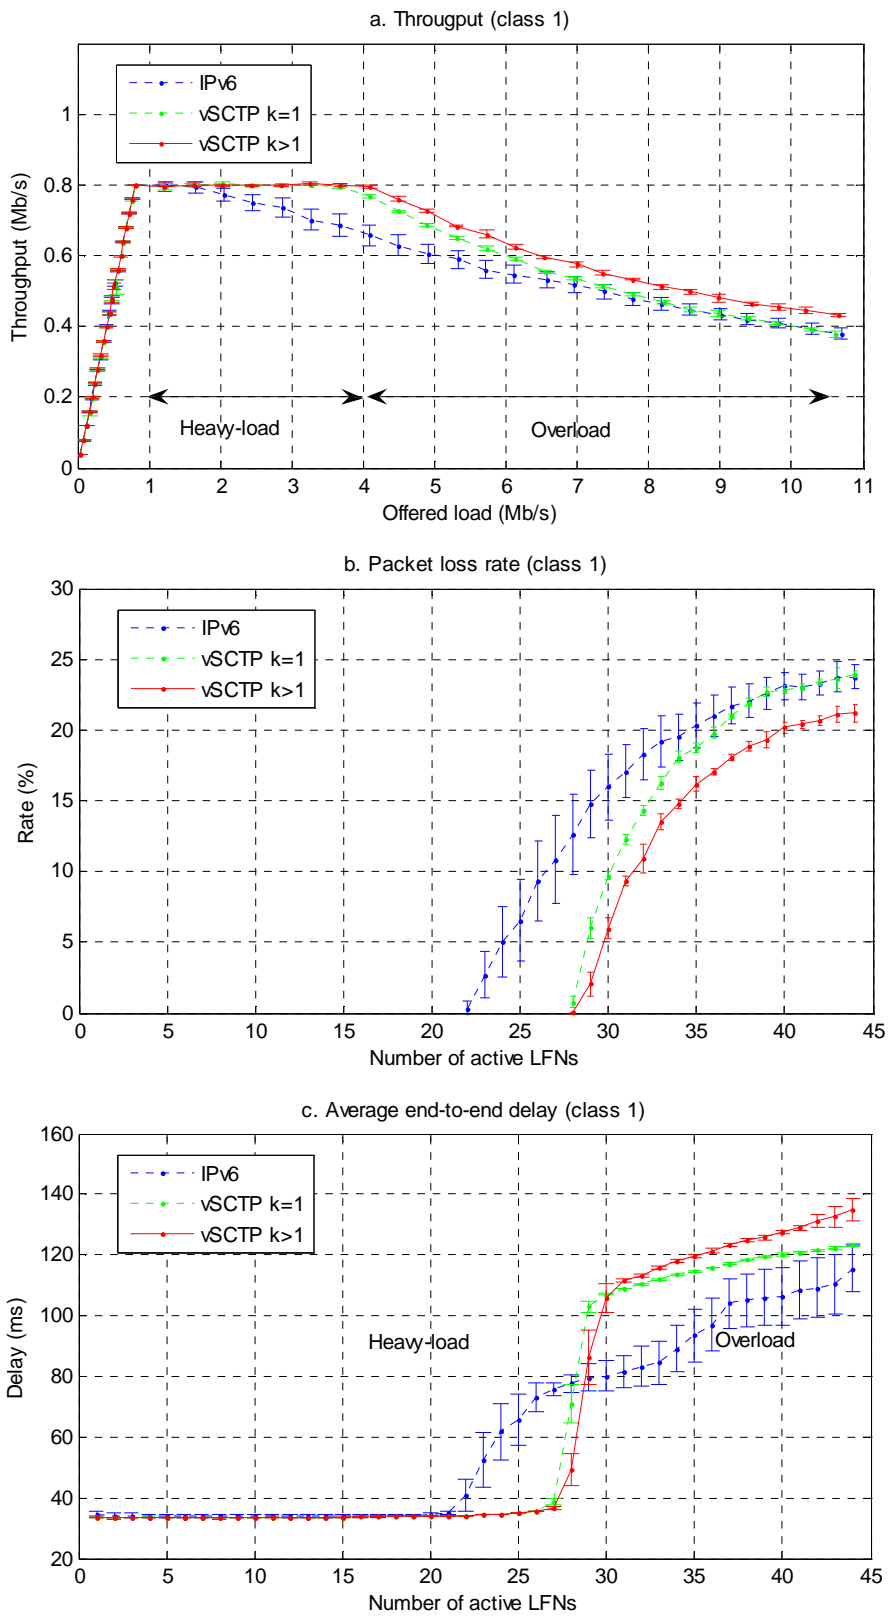 a. Througput (class 1)
IPv6
vSCTP k=1
vSCTP k>1
Throughput (Mb/s)
1
0.8
0.6
0.4
0.2
0
Heavy-load
Overload
0 1 2 3 4 5 6 7 8 9 10 11
Offered load (Mb/s)
b. Packet loss rate (class 1)
IPv6
vSCTP k=1
vSCTP k>1
Rate (%)
30
25
20
15
10
5
0
0 5 10 15 20 25 30 35 40 45
Number of active LFNs
c. Average end-to-end delay (class 1)
IPv6
vSCTP k=1
vSCTP k>1
Delay (ms)
160
140
120
100
80
60
40
20
Heavy-load
Overload
0 5 10 15 20 25 30 35 40 45
Number of active LFNs